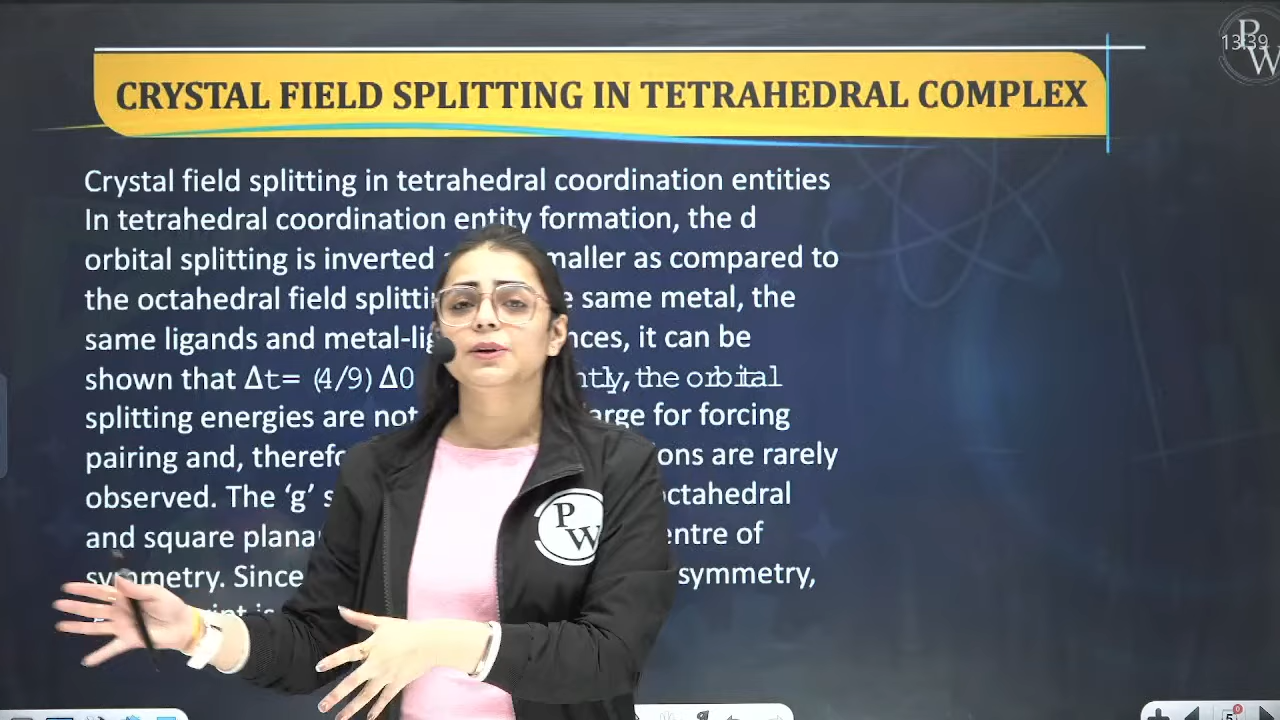 P
W
13:39
CRYSTAL FIELD SPLITTING IN TETRAHEDRAL COMPLEX
Crystal field splitting in tetrahedral coordination entities
In tetrahedral coordination entity formation, the d
orbital splitting is inverted maller as compared to
the octahedral field splitti same metal, the
same ligands and metal-lig nces, it can be
shown that Δt= (4/9) Δ0 ntly, the orbital
splitting energies are not arge for forcing
pairing and, therefo ons are rarely
observed. The ‘g’ s octahedral
and square plana entre of
symmetry. Since symmetry,
P
W
5
0